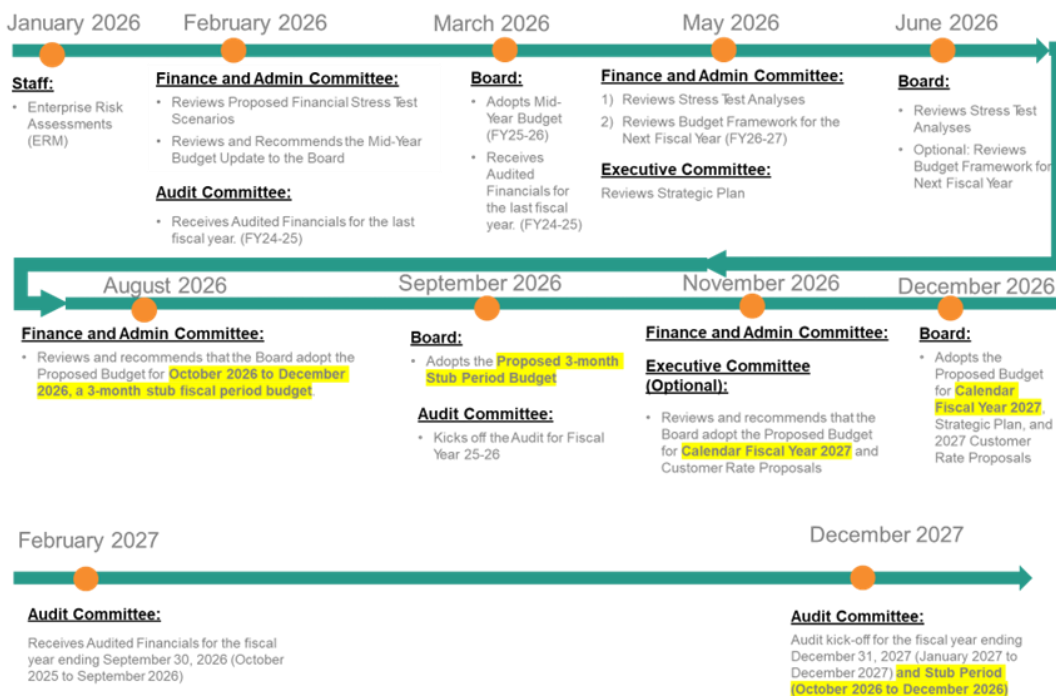 January 2026
February 2026
March 2026
May 2026
June 2026
Staff:
• Enterprise Risk
Assessments
(ERM)
Finance and Admin Committee:
• Reviews Proposed Financial Stress Test
Scenarios
• Reviews and Recommends the Mid-Year
Budget Update to the Board
Audit Committee:
• Receives Audited Financials for the last
fiscal year. (FY24-25)
Board:
• Adopts Mid-
Year Budget
(FY25-26)
• Receives
Audited
Financials for
the last fiscal
year. (FY24-25)
Finance and Admin Committee:
1) Reviews Stress Test Analyses
2) Reviews Budget Framework for the
Next Fiscal Year (FY26-27)
Executive Committee:
Reviews Strategic Plan
Board:
• Reviews Stress Test
Analyses
• Optional: Reviews
Budget Framework for
Next Fiscal Year
August 2026
September 2026
November 2026
December 2026
Finance and Admin Committee:
• Reviews and recommends that the Board adopt the
Proposed Budget for October 2026 to December
2026, a 3-month stub fiscal period budget.
Board:
• Adopts the Proposed 3-month
Stub Period Budget
Audit Committee:
• Kicks off the Audit for Fiscal
Year 25-26
Finance and Admin Committee:
Executive Committee
(Optional):
• Reviews and recommends that the
Board adopt the Proposed Budget
for Calendar Fiscal Year 2027 and
Customer Rate Proposals
Board:
• Adopts the
Proposed Budget
for Calendar
Fiscal Year 2027,
Strategic Plan, and
2027 Customer
Rate Proposals
February 2027
December 2027
Audit Committee:
Receives Audited Financials for the fiscal
year ending September 30, 2026 (October
2025 to September 2026)
Audit Committee:
Audit kick-off for the fiscal year ending
December 31, 2027 (January 2027 to
December 2027) and Stub Period
(October 2026 to December 2026)